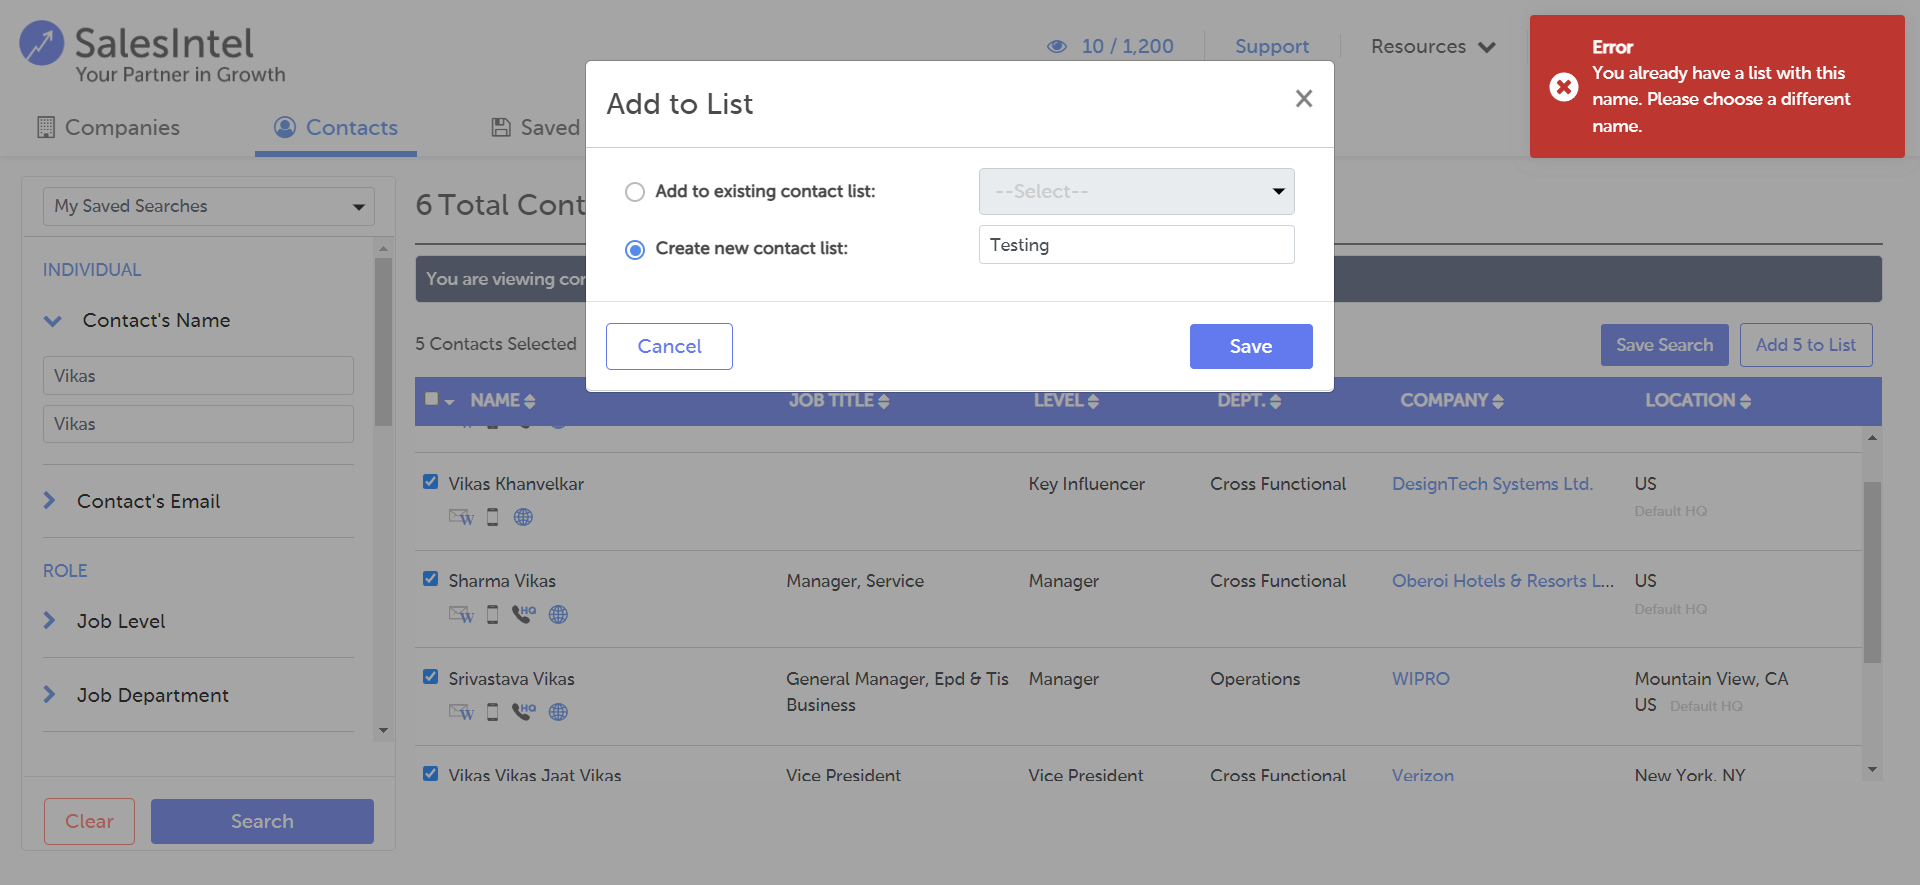 SalesIntel
Your Partner in Growth
10 / 1,200
Support
Resources
Error
You already have a list with this
name. Please choose a different
name.
Companies
Contacts
Saved
Add to List
Add to existing contact list:
--Select--
Create new contact list:
Testing
Cancel
Save
My Saved Searches
INDIVIDUAL
Contact's Name
Vikas
Vikas
Contact's Email
ROLE
Job Level
Job Department
Clear
Search
6 Total Cont
You are viewing cor
5 Contacts Selected
Save Search
Add 5 to List
NAME JOB TITLE LEVEL DEPT. COMPANY LOCATION
Vikas Khanvelkar Key Influencer Cross Functional DesignTech Systems Ltd. US
W
Default HQ
Sharma Vikas Manager, Service Manager Cross Functional Oberoi Hotels & Resorts L... US
W HQ
Default HQ
Srivastava Vikas General Manager, Epd & Tis Manager Operations WIPRO Mountain View, CA
Business US Default HQ
W HQ
Vikas Vikas Jaat Vikas Vice President Vice President Cross Functional Verizon New York, NY